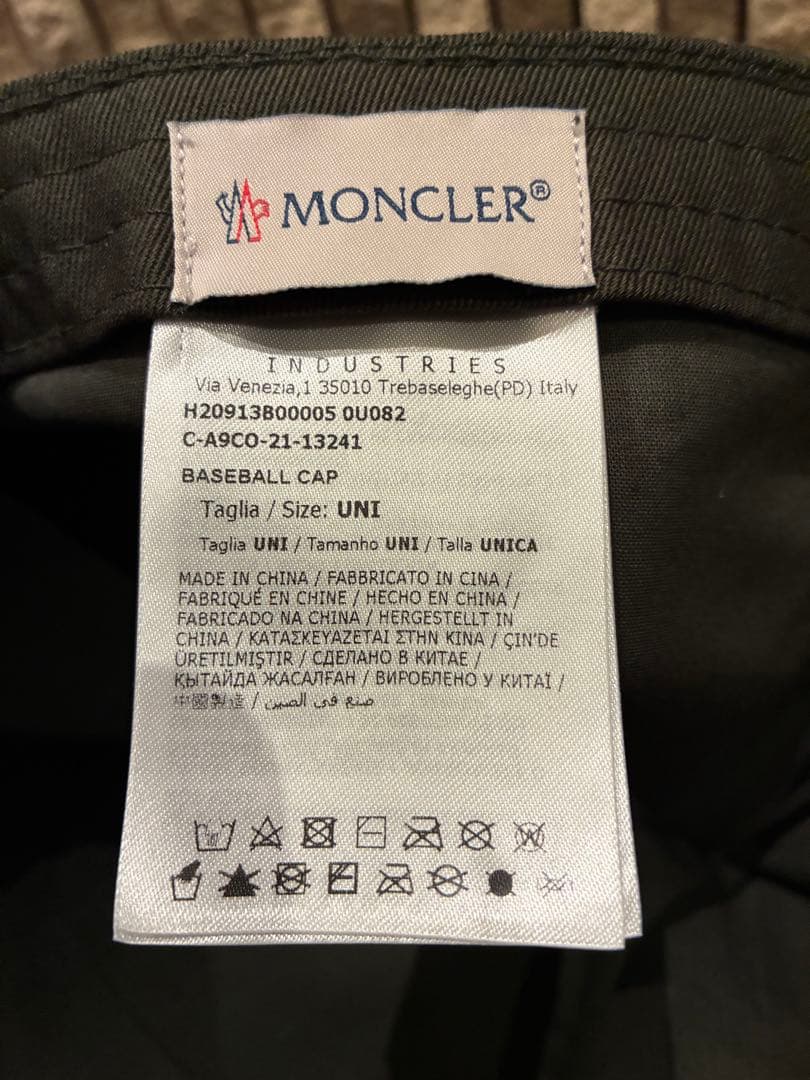 MONCLER®
INDUSTRIES
Via Venezia,1 35010 Trebaseleghe(PD) Italy
H20913B00005 0U082
C-A9CO-21-13241
BASEBALL CAP
Taglia / Size: UNI
Taglia UNI / Tamanho UNI / Talla UNICA
MADE IN CHINA / FABBRICATO IN CINA /
FABRIQUÉ EN CHINE / HECHO EN CHINA /
FABRICADO NA CHINA / HERGESTELLT IN
CHINA / ΚΑΤΑΣΚΕΥΑΖΕΤΑΙ ΣΤΗΝ ΚΙΝΑ / ÇIN'DE
ÜRETILMIŞTIR / СДЕЛАНО В КИТАЕ /
ҚЫТАЙДА ЖАСАЛҒАН / ВИРОБЛЕНО У КИТАЇ /
中國製造 / صنع في الصين